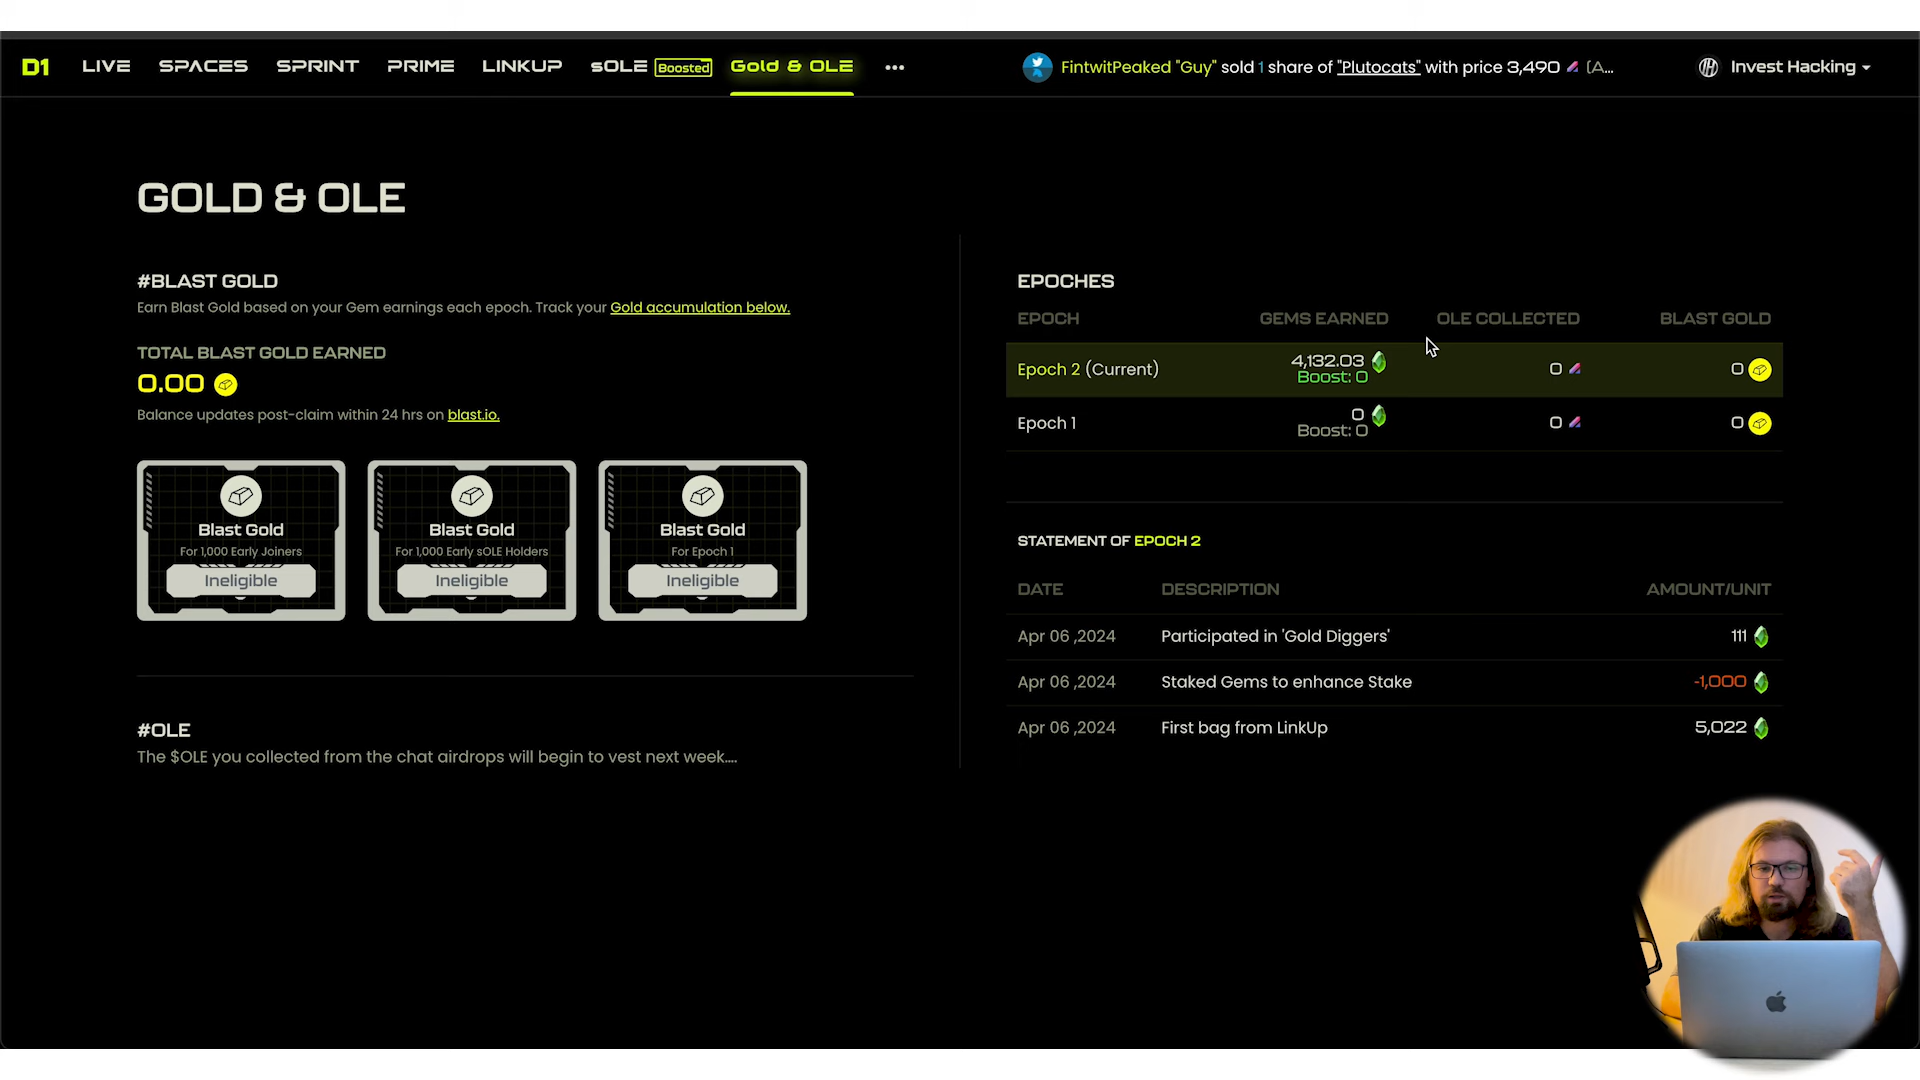 D1 LIVE SPACES SPRINT PRIME LINKUP sOLE Boosted Gold & OLE ••• FintwitPeaked "Guy" sold 1 share of "Plutocats" with price 3,490 (A... Invest Hacking
GOLD & OLE
#BLAST GOLD
Earn Blast Gold based on your Gem earnings each epoch. Track your Gold accumulation below.
TOTAL BLAST GOLD EARNED
0.00
Balance updates post-claim within 24 hrs on blast.io.
Blast Gold
For 1,000 Early Joiners
Ineligible
Blast Gold
For 1,000 Early sOLE Holders
Ineligible
Blast Gold
For Epoch 1
Ineligible
#OLE
The $OLE you collected from the chat airdrops will begin to vest next week....
EPOCHES
EPOCH GEMS EARNED OLE COLLECTED BLAST GOLD
Epoch 2 (Current) 4,132.03 0 0
Boost: 0
Epoch 1 0 0 0
Boost: 0
STATEMENT OF EPOCH 2
DATE DESCRIPTION AMOUNT/UNIT
Apr 06 ,2024 Participated in 'Gold Diggers' 111
Apr 06 ,2024 Staked Gems to enhance Stake -1,000
Apr 06 ,2024 First bag from LinkUp 5,022